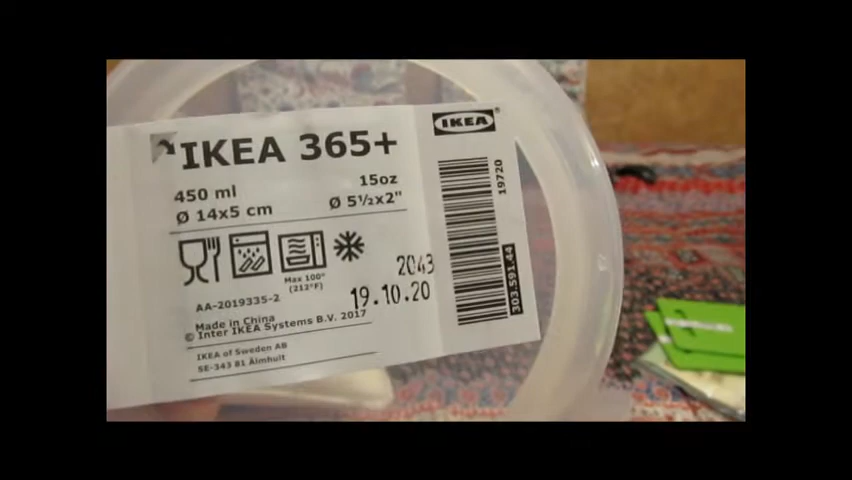 IKEA 365+
IKEA®
450 ml
15oz
Ø 14x5 cm
Ø 5½x2"
Max 100°
(212°F)
2043
19.10.20
AA-2019335-2
Made in China
© Inter IKEA Systems B.V. 2017
IKEA of Sweden AB
SE-343 81 Älmhult
19720
303.591.44